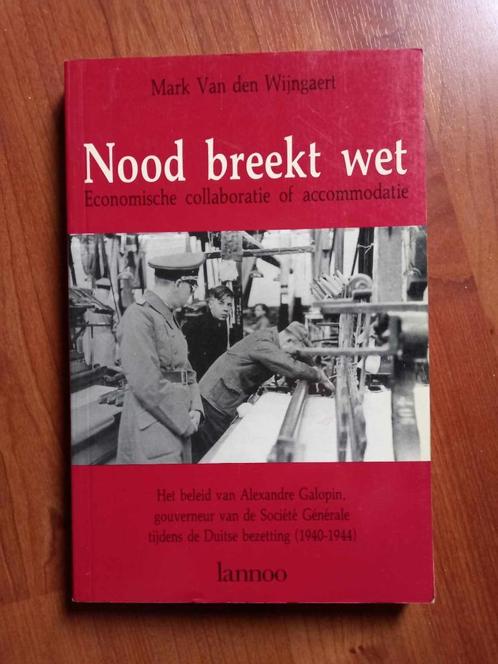 Mark Van den Wijngaert
Nood breekt wet
Economische collaboratie of accommodatie
Het beleid van Alexandre Galopin,
gouverneur van de Société Générale
tijdens de Duitse bezetting (1940-1944)
lannoo